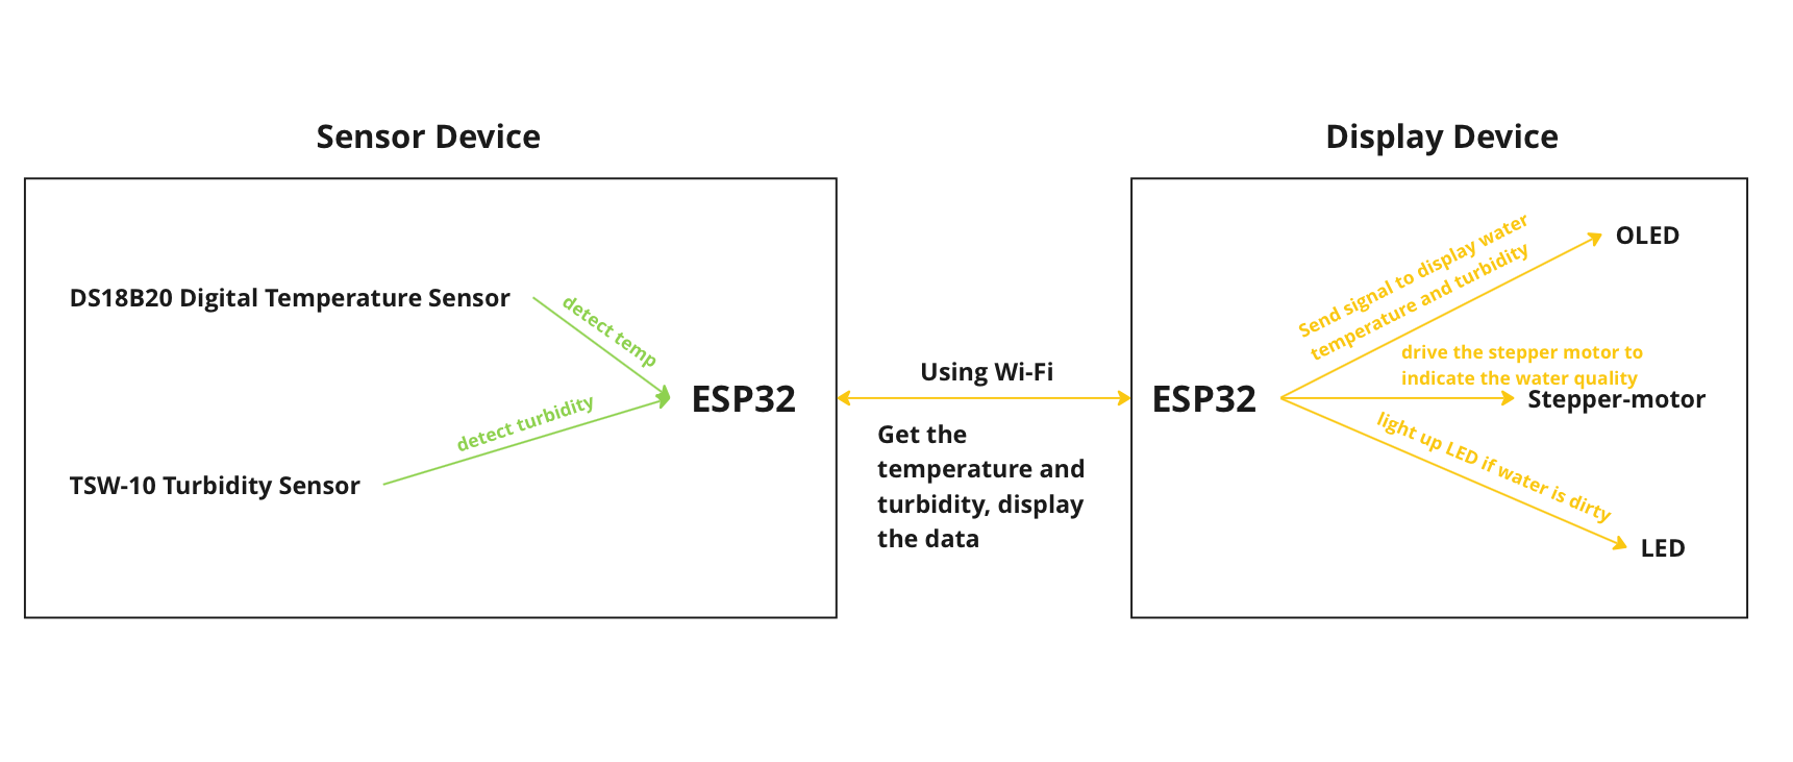 Sensor Device
DS18B20 Digital Temperature Sensor
detect temp
ESP32
detect turbidity
TSW-10 Turbidity Sensor
Using Wi-Fi
Get the
temperature and
turbidity, display
the data
Display Device
ESP32
Send signal to display water
temperature and turbidity
OLED
drive the stepper motor to
indicate the water quality
Stepper-motor
light up LED if water is dirty
LED